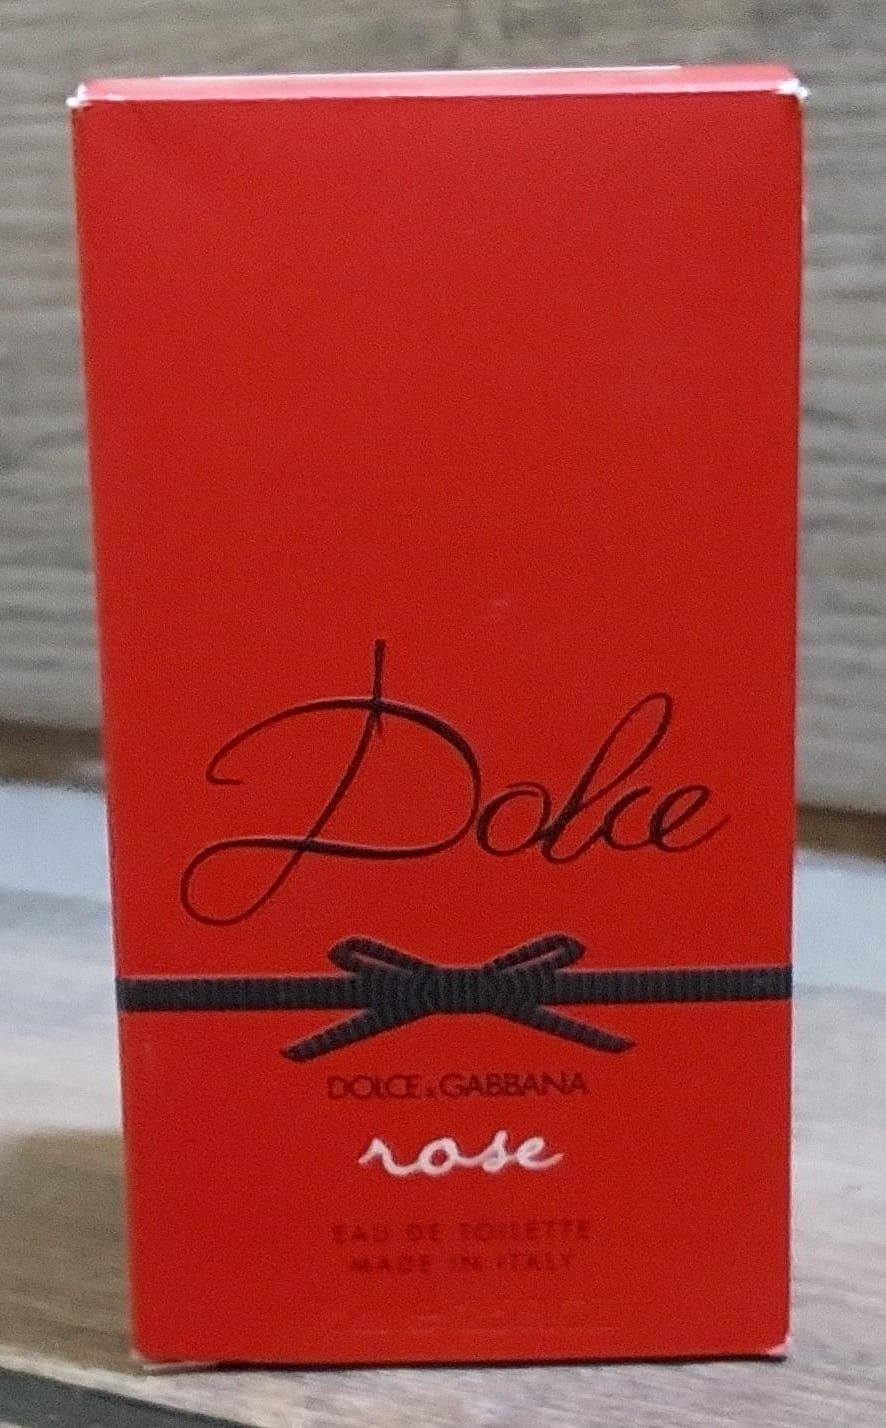 Dolce
DOLCE & GABBANA
rose
EAU DE TOILETTE
MADE IN ITALY